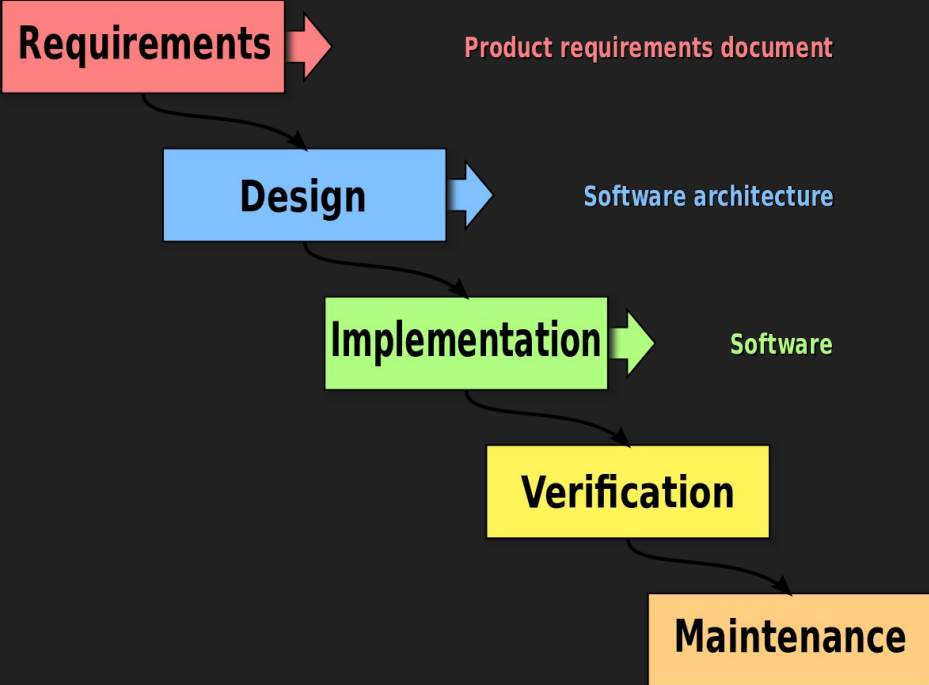 Requirements
Product requirements document
Design
Software architecture
Implementation
Software
Verification
Maintenance